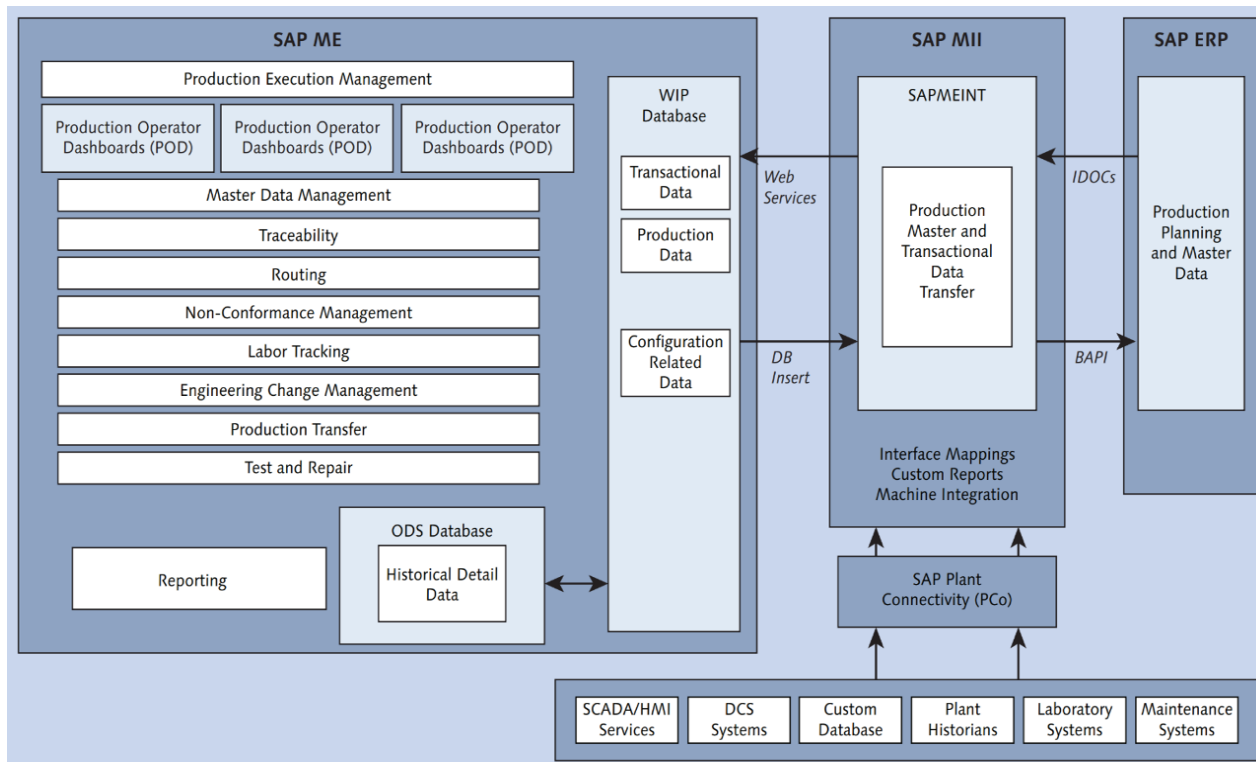 SAP ME
Production Execution Management
Production Operator
Dashboards (POD)
Production Operator
Dashboards (POD)
Production Operator
Dashboards (POD)
Master Data Management
Traceability
Routing
Non-Conformance Management
Labor Tracking
Engineering Change Management
Production Transfer
Test and Repair
Reporting
ODS Database
Historical Detail
Data
WIP
Database
Transactional
Data
Production
Data
Configuration
Related
Data
Web
Services
DB
Insert
SAP MII
SAPMEINT
Production
Master and
Transactional
Data
Transfer
Interface Mappings
Custom Reports
Machine Integration
IDOCs
BAPI
SAP ERP
Production
Planning
and Master
Data
SAP Plant
Connectivity (PCo)
SCADA/HMI
Services
DCS
Systems
Custom
Database
Plant
Historians
Laboratory
Systems
Maintenance
Systems